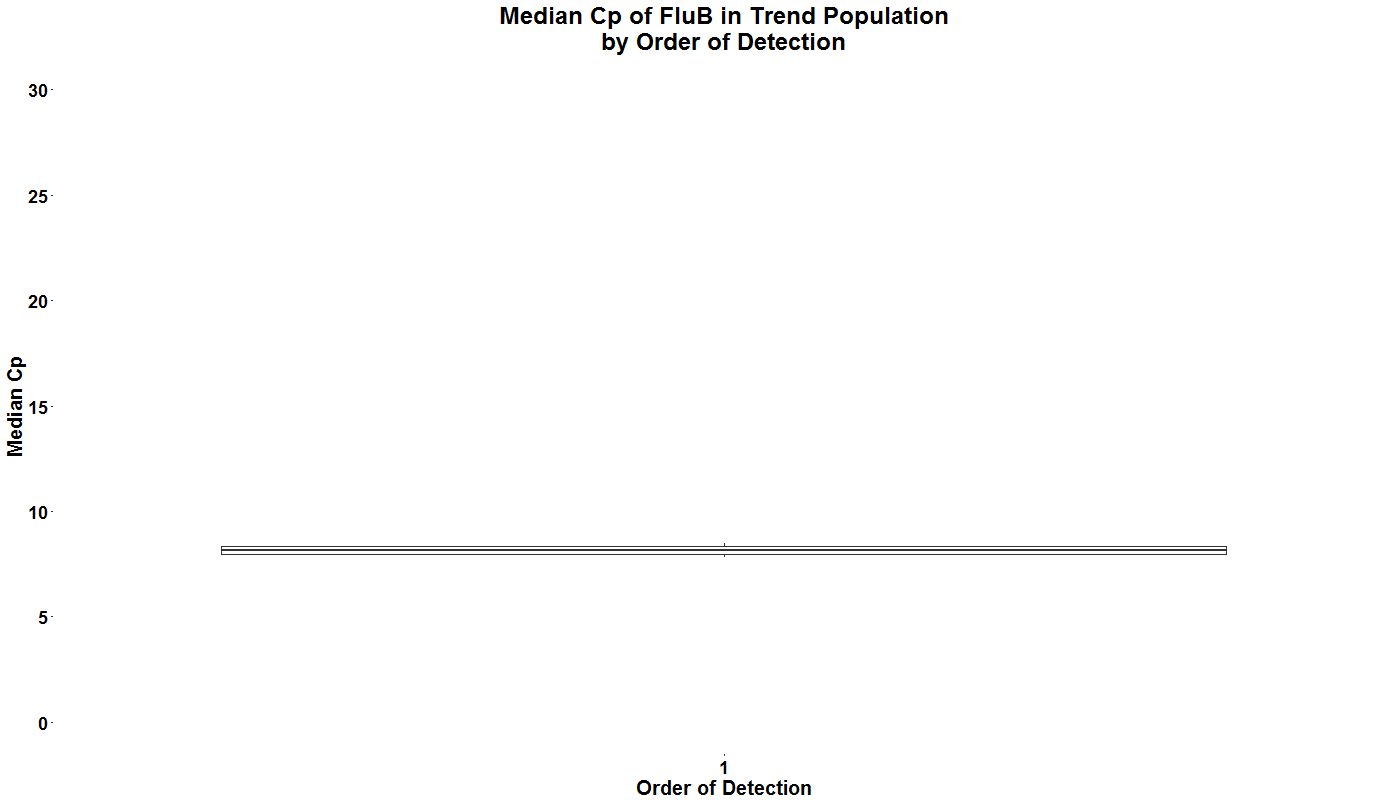 Median Cp of FluB in Trend Population
by Order of Detection
30
25
20
15
10
5
0
Median Cp
1
Order of Detection